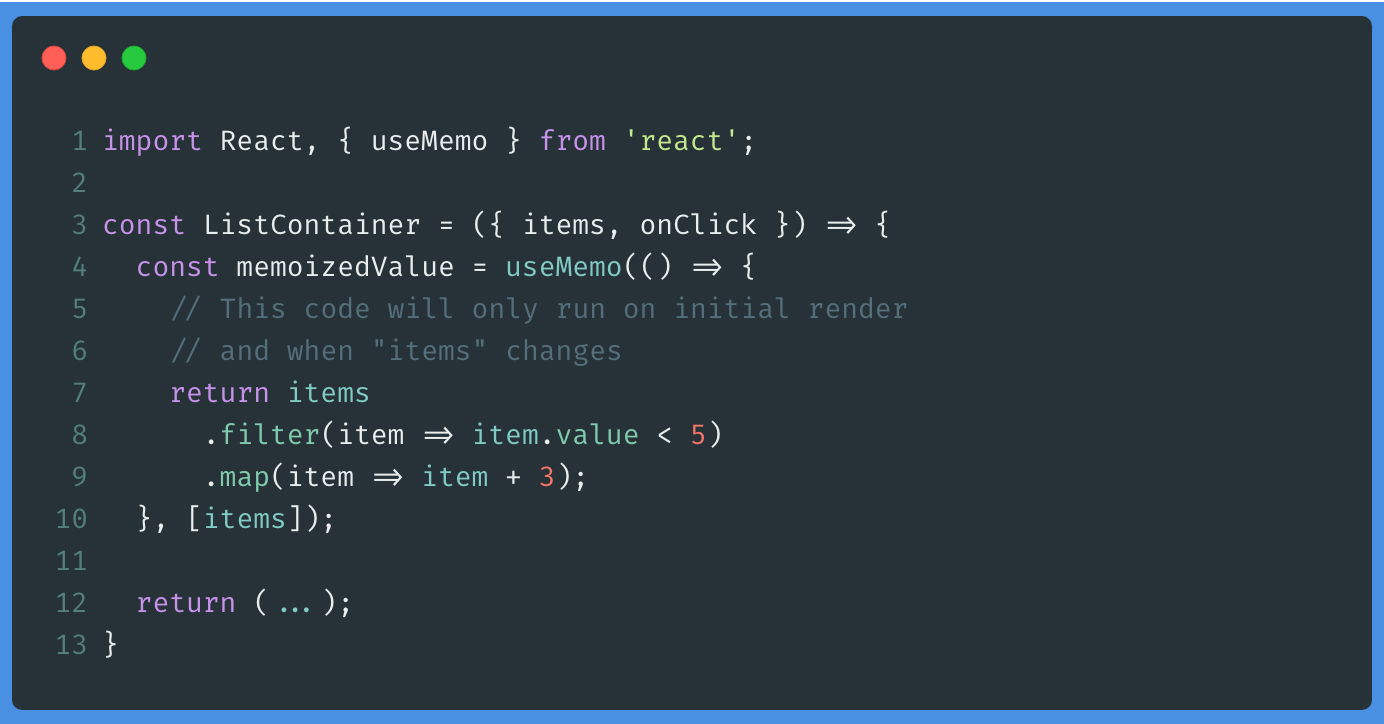 1 import React, { useMemo } from 'react';
2
3 const ListContainer = ({ items, onClick }) => {
4   const memoizedValue = useMemo(() => {
5     // This code will only run on initial render
6     // and when "items" changes
7     return items
8       .filter(item => item.value < 5)
9       .map(item => item + 3);
10   }, [items]);
11
12   return (...);
13 }